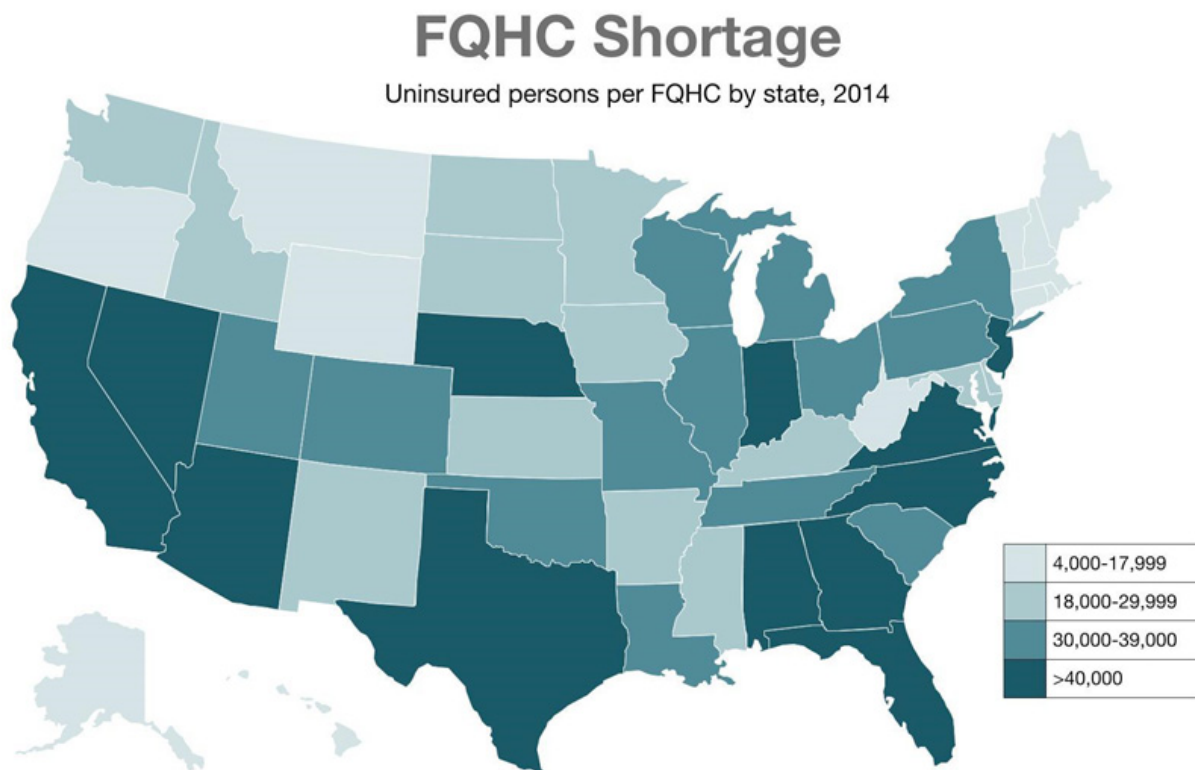 FQHC Shortage
Uninsured persons per FQHC by state, 2014
4,000-17,999
18,000-29,999
30,000-39,000
>40,000